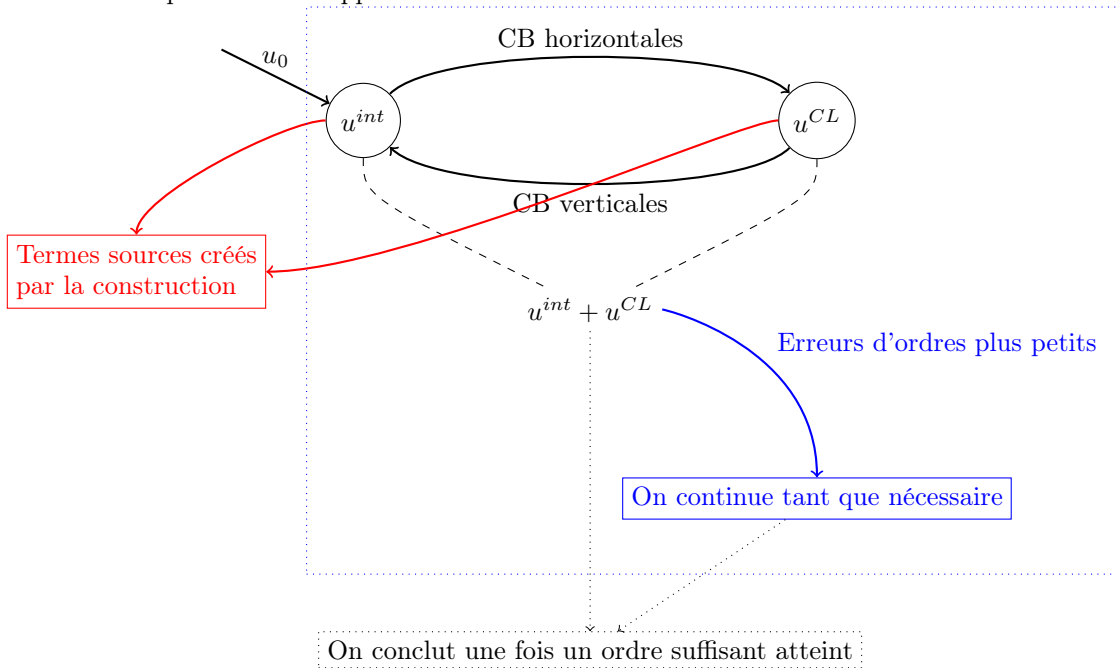 CB horizontales
u_0
u^{int}
u^{CL}
CB verticales
Termes sources créés
par la construction
u^{int} + u^{CL}
Erreurs d'ordres plus petits
On continue tant que nécessaire
On conclut une fois un ordre suffisant atteint